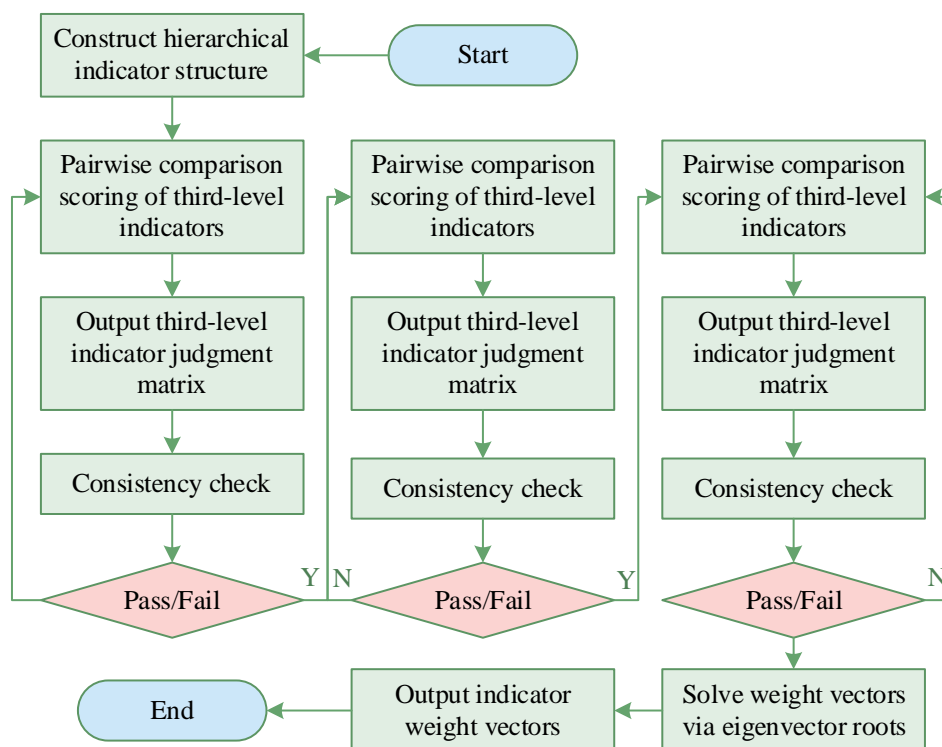 Start
Construct hierarchical
indicator structure
Pairwise comparison
scoring of third-level
indicators
Output third-level
indicator judgment
matrix
Consistency check
Pass/Fail
Y
N
Pairwise comparison
scoring of third-level
indicators
Output third-level
indicator judgment
matrix
Consistency check
Pass/Fail
Y
Pairwise comparison
scoring of third-level
indicators
Output third-level
indicator judgment
matrix
Consistency check
Pass/Fail
N
Solve weight vectors
via eigenvector roots
Output indicator
weight vectors
End